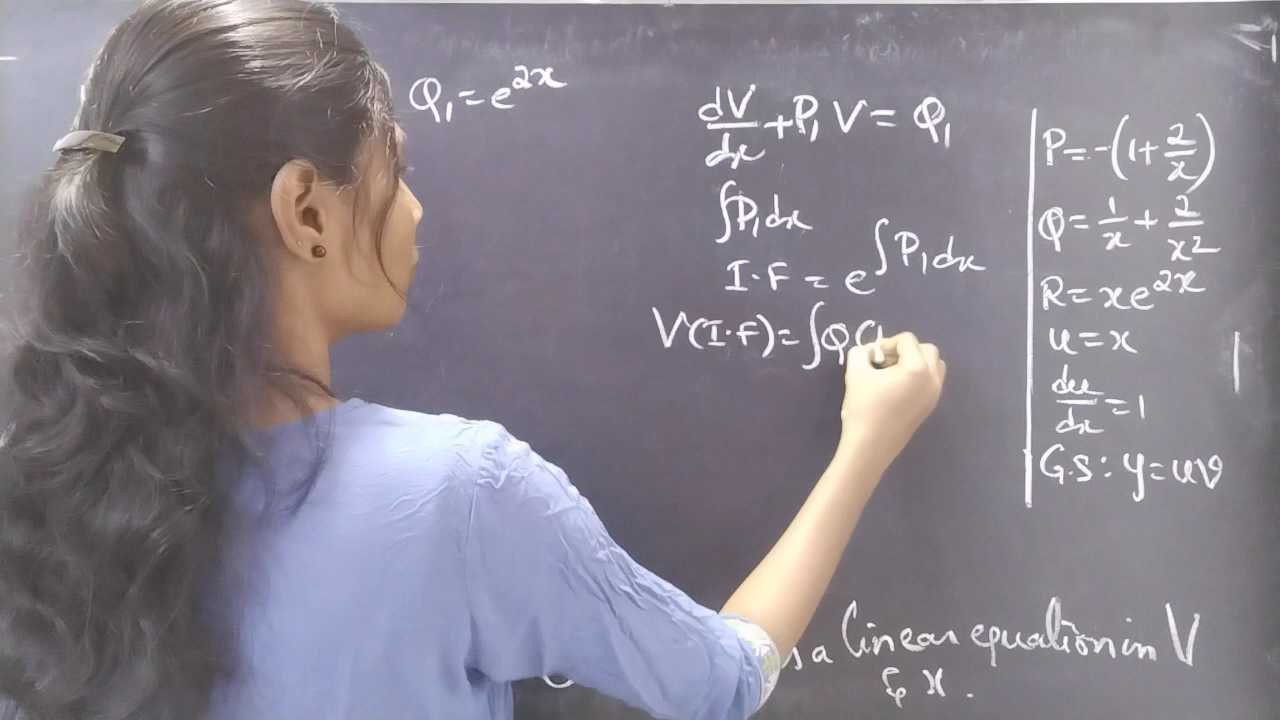 Q₁ = e^{2x}
dV/dx + P₁ V = Q₁
∫P₁dx
I.F = e^{∫P₁dx}
V(I.F) = ∫Q(
P = -(1 + 2/x)
Q = 1/x + 2/x2
R = xe^{2x}
u = x
du/dx = 1
G.S : y = uv
s a linear equation in V
& x .